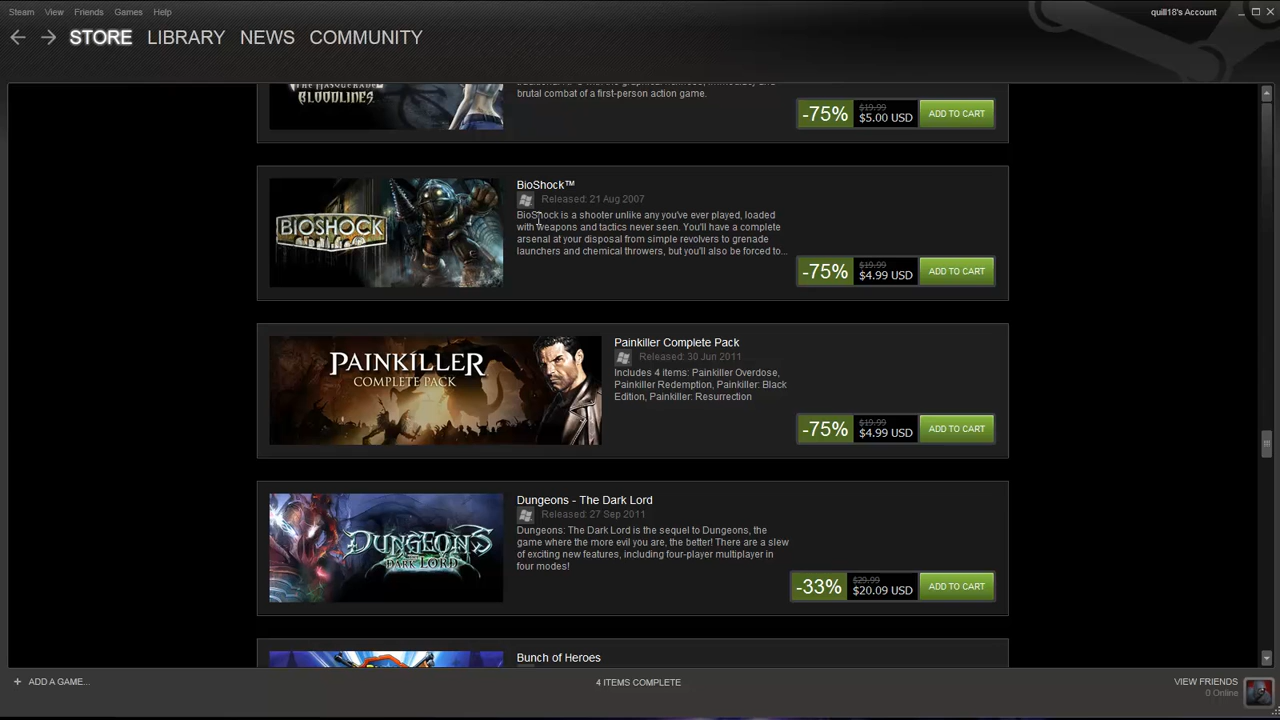 Steam View Friends Games Help
quill18's Account
STORE LIBRARY NEWS COMMUNITY
THE MASQUERADE
BLOODLINES
brutal combat of a first-person action game.
-75% $19.99 $5.00 USD ADD TO CART
BIOSHOCK
BioShock™
Released: 21 Aug 2007
BioShock is a shooter unlike any you've ever played, loaded
with weapons and tactics never seen. You'll have a complete
arsenal at your disposal from simple revolvers to grenade
launchers and chemical throwers, but you'll also be forced to...
-75% $19.99 $4.99 USD ADD TO CART
PAINKILLER
COMPLETE PACK
Painkiller Complete Pack
Released: 30 Jun 2011
Includes 4 items: Painkiller Overdose,
Painkiller Redemption, Painkiller: Black
Edition, Painkiller: Resurrection
-75% $19.99 $4.99 USD ADD TO CART
DUNGEONS
THE DARK LORD
Dungeons - The Dark Lord
Released: 27 Sep 2011
Dungeons: The Dark Lord is the sequel to Dungeons, the
game where the more evil you are, the better! There are a slew
of exciting new features, including four-player multiplayer in
four modes!
-33% $29.99 $20.09 USD ADD TO CART
Bunch of Heroes
+ ADD A GAME...
4 ITEMS COMPLETE
VIEW FRIENDS
0 Online